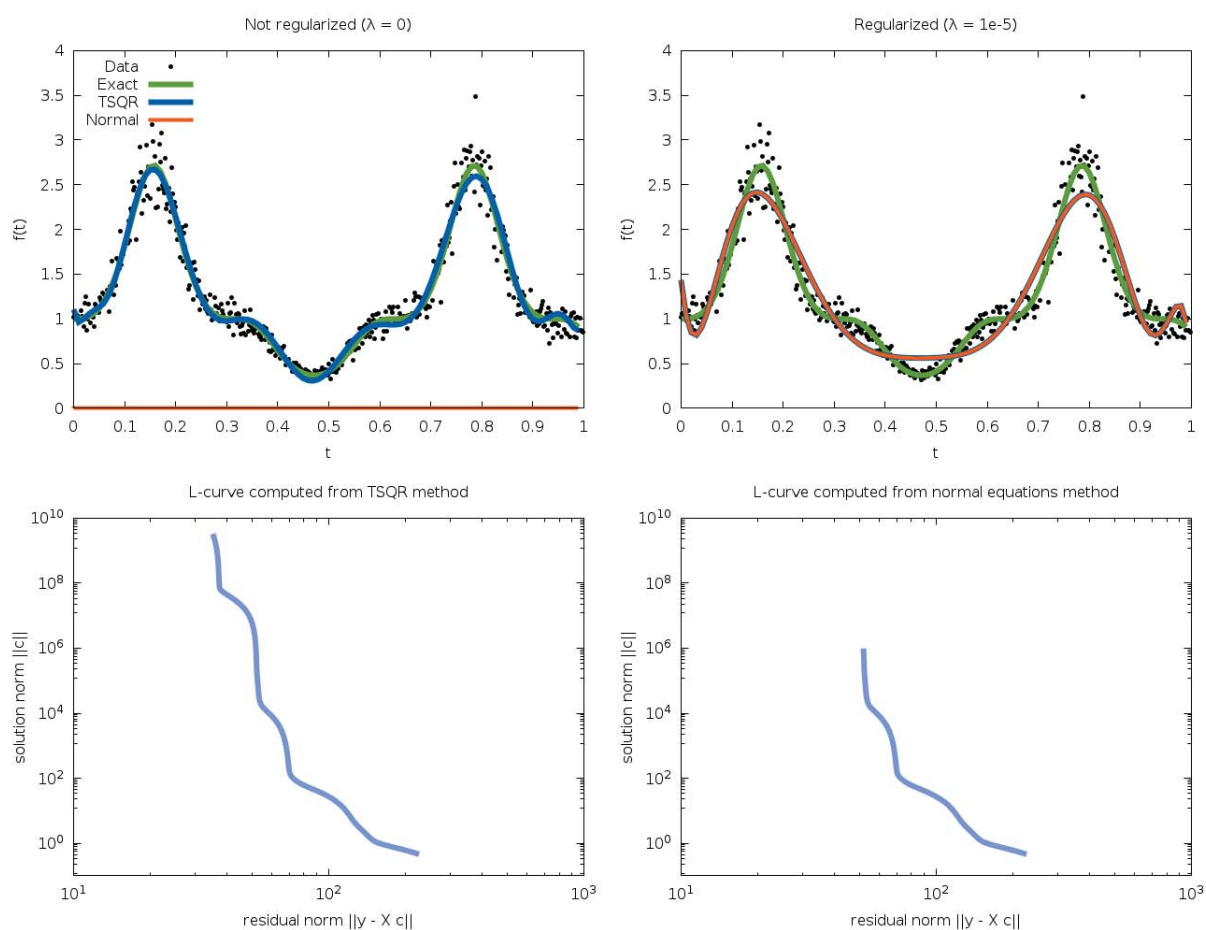 Not regularized (λ = 0)
4
3.5
3
2.5
2
1.5
1
0.5
0
f(t)
Data
Exact
TSQR
Normal
0 0.1 0.2 0.3 0.4 0.5 0.6 0.7 0.8 0.9 1
t
Regularized (λ = 1e-5)
4
3.5
3
2.5
2
1.5
1
0.5
0
f(t)
0 0.1 0.2 0.3 0.4 0.5 0.6 0.7 0.8 0.9 1
t
L-curve computed from TSQR method
10^10
10^8
10^6
10^4
10^2
10^0
solution norm ||c||
10^1 10^2 10^3
residual norm ||y - X c||
L-curve computed from normal equations method
10^10
10^8
10^6
10^4
10^2
10^0
solution norm ||c||
10^1 10^2 10^3
residual norm ||y - X c||